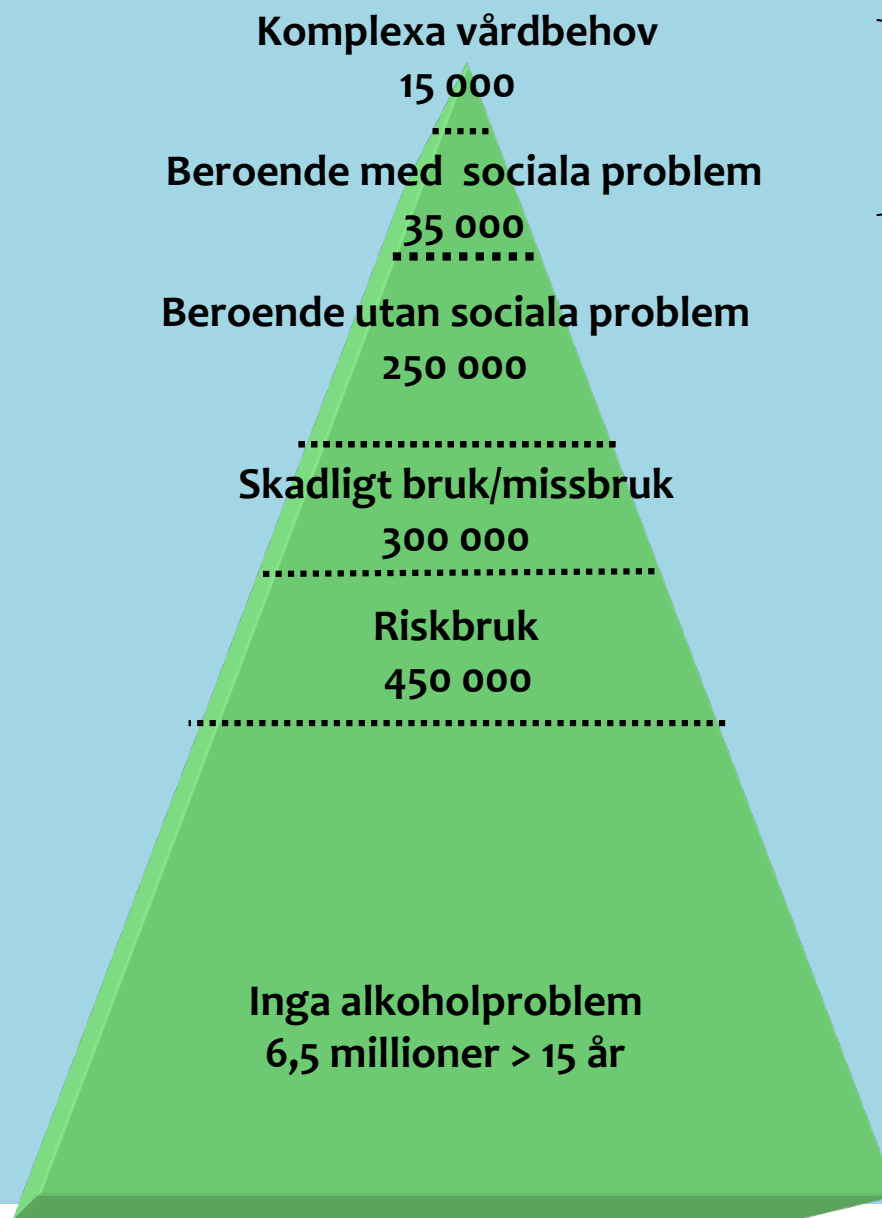 Komplexa vårdbehov
15 000
Beroende med sociala problem
35 000
Beroende utan sociala problem
250 000
Skadligt bruk/missbruk
300 000
Riskbruk
450 000
Inga alkoholproblem
6,5 millioner > 15 år